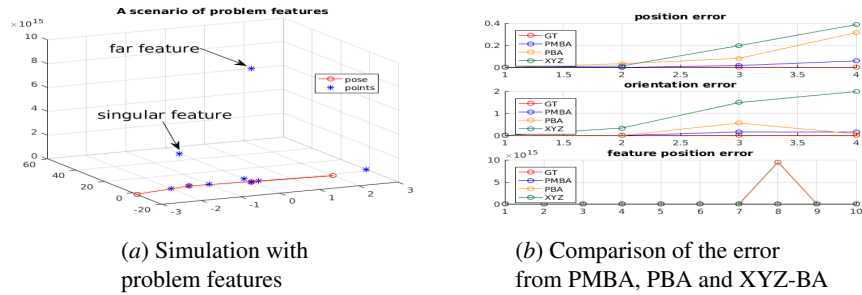 A scenario of problem features
×10^15
10
8
6
4
2
0
60
40
20
0
-20
-3
-2
-1
0
1
2
3
far feature
singular feature
pose
points
(a) Simulation with
problem features
position error
0.4
0.2
0
GT
PMBA
PBA
XYZ
1 1.5 2 2.5 3 3.5 4
orientation error
2
1
0
GT
PMBA
PBA
XYZ
1 1.5 2 2.5 3 3.5 4
×10^15 feature position error
10
5
0
GT
PMBA
PBA
XYZ
1 2 3 4 5 6 7 8 9 10
(b) Comparison of the error
from PMBA, PBA and XYZ-BA